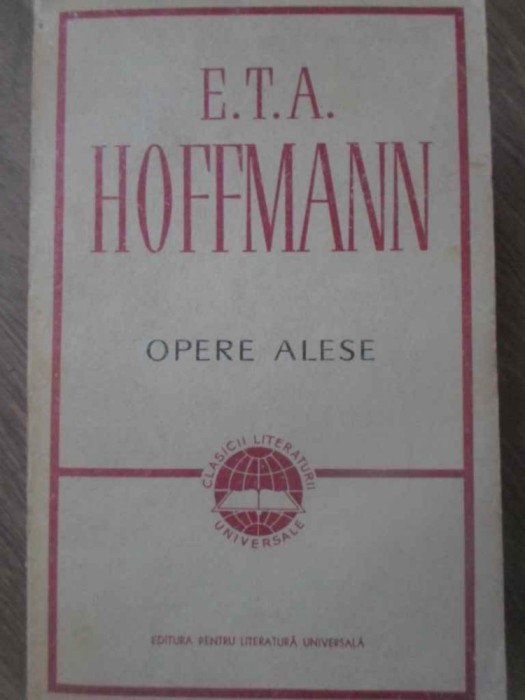 E.T.A.
HOFFMANN
OPERE ALESE
CLASICII LITERATURII
UNIVERSALE
EDITURA PENTRU LITERATURĂ UNIVERSALĂ